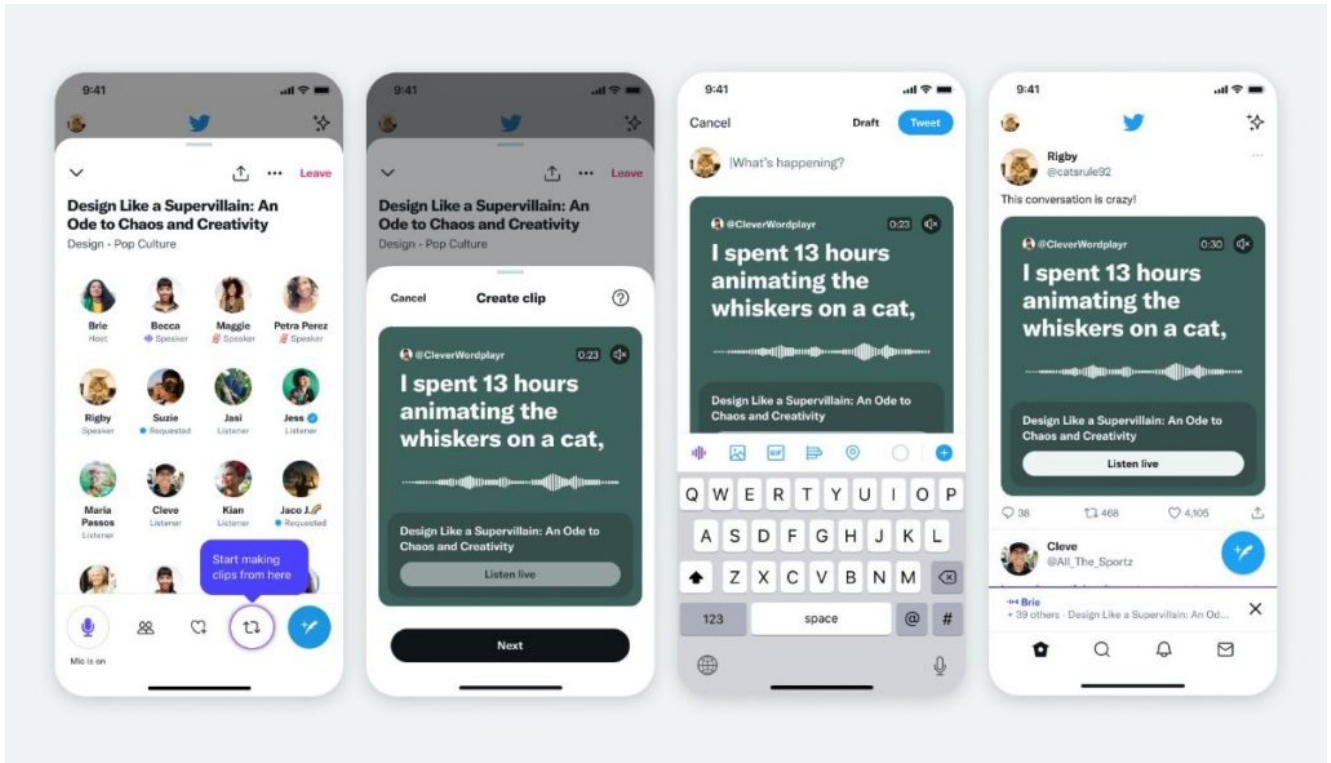 9:41
Leave
Design Like a Supervillain: An
Ode to Chaos and Creativity
Design - Pop Culture
Brie
Host
Becca
Speaker
Maggie
Speaker
Petra Perez
Speaker
Rigby
Speaker
Suzie
Requested
Jasi
Listener
Jess
Listener
Maria
Passos
Listener
Cleve
Listener
Kian
Listener
Jaco J.
Requested
Start making
clips from here
Mic is on
9:41
Leave
Design Like a Supervillain: An
Ode to Chaos and Creativity
Design - Pop Culture
Cancel
Create clip
?
@CleverWordplayr
0:23
I spent 13 hours
animating the
whiskers on a cat,
Design Like a Supervillain: An Ode to
Chaos and Creativity
Listen live
Next
9:41
Cancel
Draft
Tweet
What's happening?
@CleverWordplayr
0:23
I spent 13 hours
animating the
whiskers on a cat,
Design Like a Supervillain: An Ode to
Chaos and Creativity
GIF
Q W E R T Y U I O P
A S D F G H J K L
Z X C V B N M
123
space
@ #
9:41
Rigby
@catsrule92
This conversation is crazy!
@CleverWordplayr
0:30
I spent 13 hours
animating the
whiskers on a cat,
Design Like a Supervillain: An Ode to
Chaos and Creativity
Listen live
38
468
4,105
Cleve
@All_The_Sportz
Brie
+ 39 others · Design Like a Supervillain: An Od...